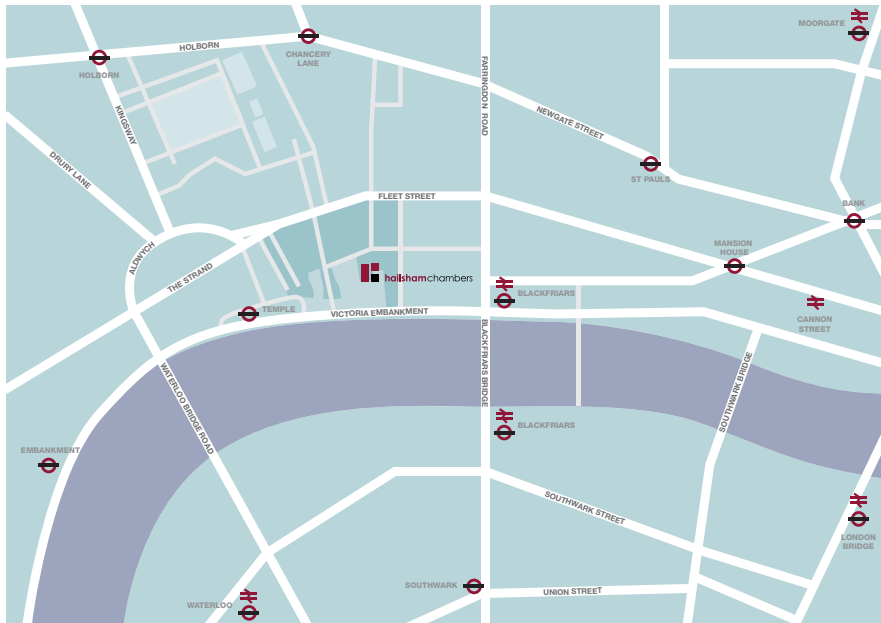 MOORGATE
HOLBORN
CHANCERY
LANE
HOLBORN
FARRINGDON ROAD
KINGSWAY
NEWGATE STREET
DRURY LANE
ST PAULS
FLEET STREET
BANK
ALDWYCH
MANSION
HOUSE
THE STRAND
hailshamchambers
BLACKFRIARS
TEMPLE
VICTORIA EMBANKMENT
CANNON
STREET
BLACKFRIARS BRIDGE
SOUTHWARK BRIDGE
WATERLOO BRIDGE ROAD
BLACKFRIARS
EMBANKMENT
SOUTHWARK STREET
LONDON
BRIDGE
SOUTHWARK
UNION STREET
WATERLOO